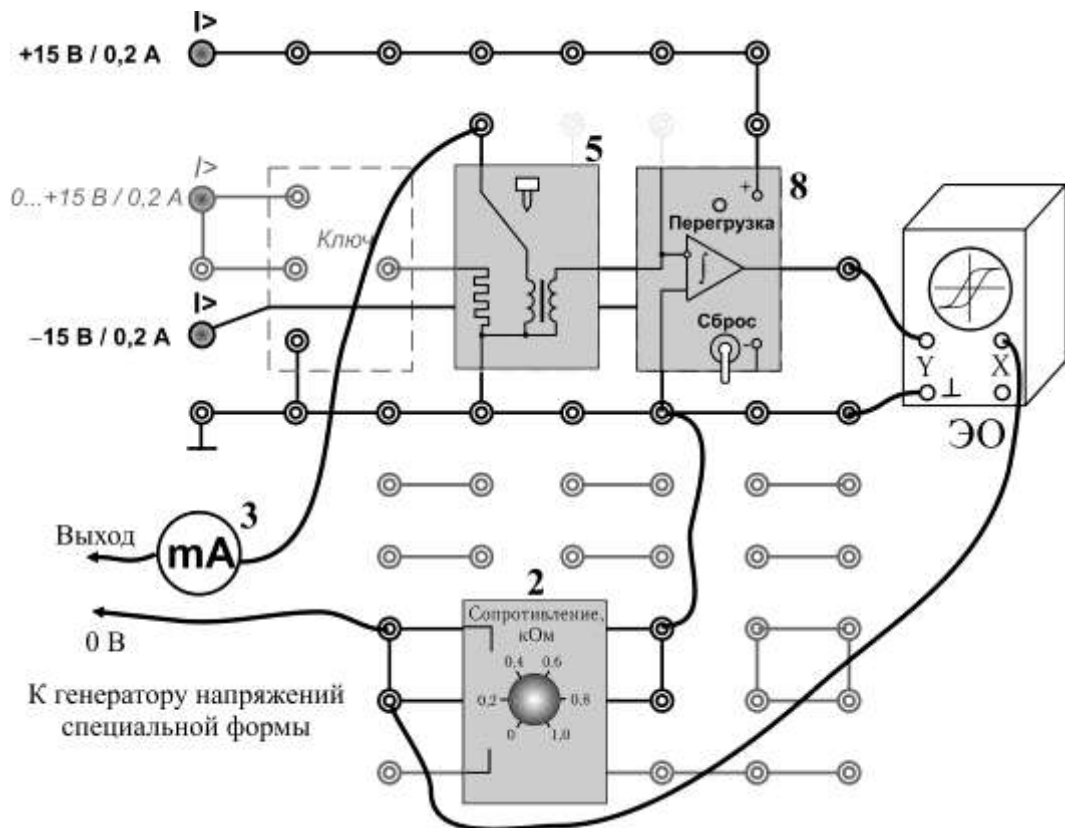 I>
+15 В / 0,2 А
5
8
I>
0...+15 В / 0,2 А
Ключ
+
Перегрузка
∫
I>
–15 В / 0,2 А
Сброс
-
Y
X
⊥
ЭО
3
Выход
mA
2
Сопротивление,
кОм
0.4
0.6
0,2
0.8
0
1,0
0 В
К генератору напряжений
специальной формы